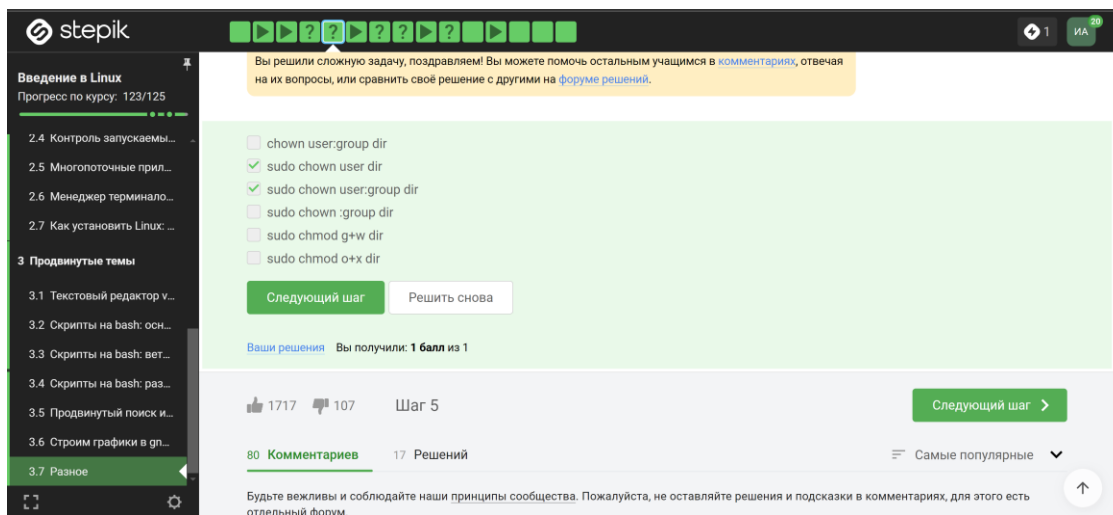 stepik
? ? ? ? ?
1
ИА
20
Введение в Linux
Прогресс по курсу: 123/125
2.4 Контроль запускаемы...
2.5 Многопоточные прил...
2.6 Менеджер терминало...
2.7 Как установить Linux: ...
3 Продвинутые темы
3.1 Текстовый редактор v...
3.2 Скрипты на bash: осн...
3.3 Скрипты на bash: вет...
3.4 Скрипты на bash: раз...
3.5 Продвинутый поиск и...
3.6 Строим графики в gn...
3.7 Разное
Вы решили сложную задачу, поздравляем! Вы можете помочь остальным учащимся в комментариях, отвечая
на их вопросы, или сравнить своё решение с другими на форуме решений.
chown user:group dir
sudo chown user dir
sudo chown user:group dir
sudo chown :group dir
sudo chmod g+w dir
sudo chmod o+x dir
Следующий шаг
Решить снова
Ваши решения Вы получили: 1 балл из 1
1717 107 Шаг 5
Следующий шаг
80 Комментариев 17 Решений
Самые популярные
Будьте вежливы и соблюдайте наши принципы сообщества. Пожалуйста, не оставляйте решения и подсказки в комментариях, для этого есть
отдельный форум.